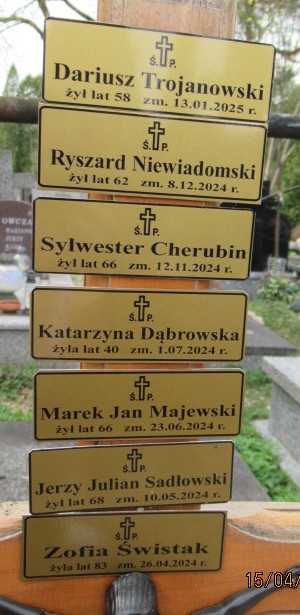 Ś. P.
Dariusz Trojanowski
żył lat 58 zm. 13.01.2025 r.
Ś. P.
Ryszard Niewiadomski
żył lat 62 zm. 8.12.2024 r.
Ś. P.
Sylwester Cherubin
żył lat 66 zm. 12.11.2024 r.
Ś. P.
Katarzyna Dąbrowska
żyła lat 40 zm. 1.07.2024 r.
Ś. P.
Marek Jan Majewski
żył lat 66 zm. 23.06.2024 r.
Ś. P.
Jerzy Julian Sadłowski
żył lat 68 zm. 10.05.2024 r.
Ś. P.
Zofia Świstak
żyła lat 83 zm. 26.04.2024 r.
OWCZA
JERZY
15/04/